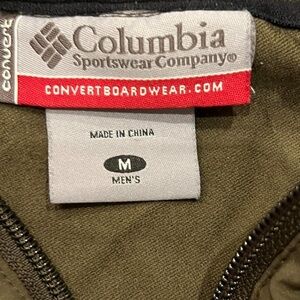 convert
Columbia
Sportswear Company®
CONVERTBOARDWEAR.COM
MADE IN CHINA
M
MEN'S